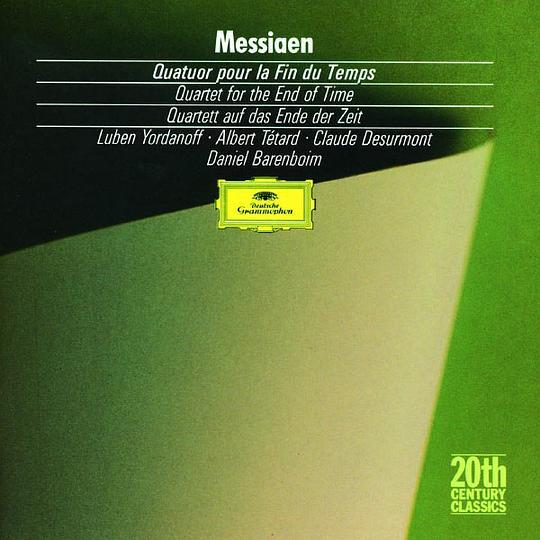 Messiaen
Quatuor pour la Fin du Temps
Quartet for the End of Time
Quartett auf das Ende der Zeit
Luben Yordanoff · Albert Tétard · Claude Desurmont
Daniel Barenboim
Deutsche
Grammophon
20th
CENTURY
CLASSICS